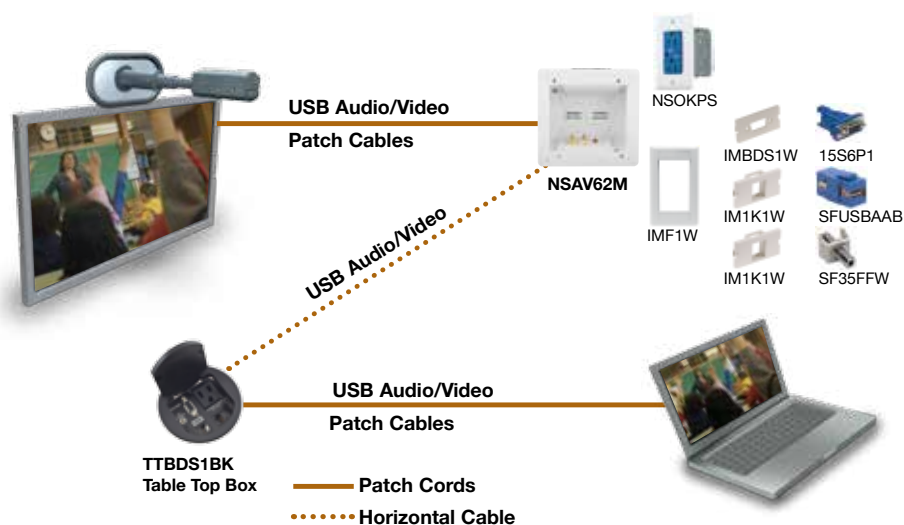 USB Audio/Video
Patch Cables
NSAV62M
NSOKPS
IMF1W
IMBDS1W
15S6P1
IM1K1W
SFUSBAAB
IM1K1W
SF35FFW
USB Audio/Video
USB Audio/Video
Patch Cables
TTBDS1BK
Table Top Box
Patch Cords
Horizontal Cable